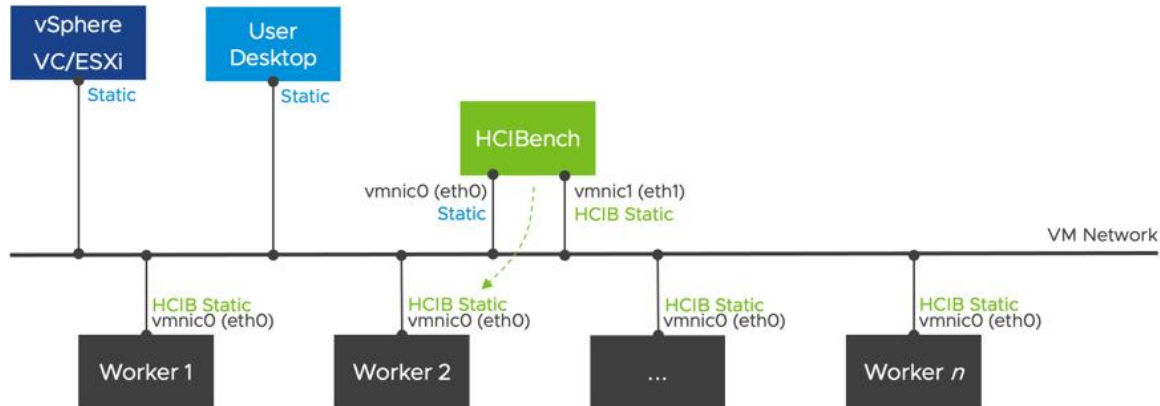 vSphere
VC/ESXi
User
Desktop
Static
Static
HCIBench
vmnic0 (eth0)
Static
vmnic1 (eth1)
HCIB Static
VM Network
HCIB Static
vmnic0 (eth0)
HCIB Static
vmnic0 (eth0)
HCIB Static
vmnic0 (eth0)
HCIB Static
vmnic0 (eth0)
Worker 1
Worker 2
...
Worker n